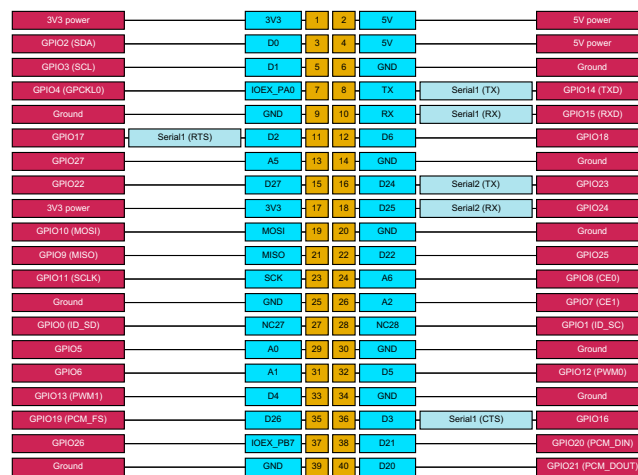 3V3 power 3V3 1 2 5V 5V power
GPIO2 (SDA) D0 3 4 5V 5V power
GPIO3 (SCL) D1 5 6 GND Ground
GPIO4 (GPCKL0) IOEX_PA0 7 8 TX Serial1 (TX) GPIO14 (TXD)
Ground GND 9 10 RX Serial1 (RX) GPIO15 (RXD)
GPIO17 Serial1 (RTS) D2 11 12 D6 GPIO18
GPIO27 A5 13 14 GND Ground
GPIO22 D27 15 16 D24 Serial2 (TX) GPIO23
3V3 power 3V3 17 18 D25 Serial2 (RX) GPIO24
GPIO10 (MOSI) MOSI 19 20 GND Ground
GPIO9 (MISO) MISO 21 22 D22 GPIO25
GPIO11 (SCLK) SCK 23 24 A6 GPIO8 (CE0)
Ground GND 25 26 A2 GPIO7 (CE1)
GPIO0 (ID_SD) NC27 27 28 NC28 GPIO1 (ID_SC)
GPIO5 A0 29 30 GND Ground
GPIO6 A1 31 32 D5 GPIO12 (PWM0)
GPIO13 (PWM1) D4 33 34 GND Ground
GPIO19 (PCM_FS) D26 35 36 D3 Serial1 (CTS) GPIO16
GPIO26 IOEX_PB7 37 38 D21 GPIO20 (PCM_DIN)
Ground GND 39 40 D20 GPIO21 (PCM_DOUT)